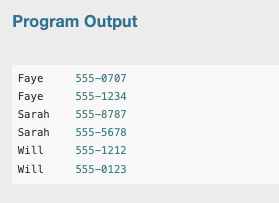 Program Output
Faye     555-0707
Faye     555-1234
Sarah    555-8787
Sarah    555-5678
Will     555-1212
Will     555-0123